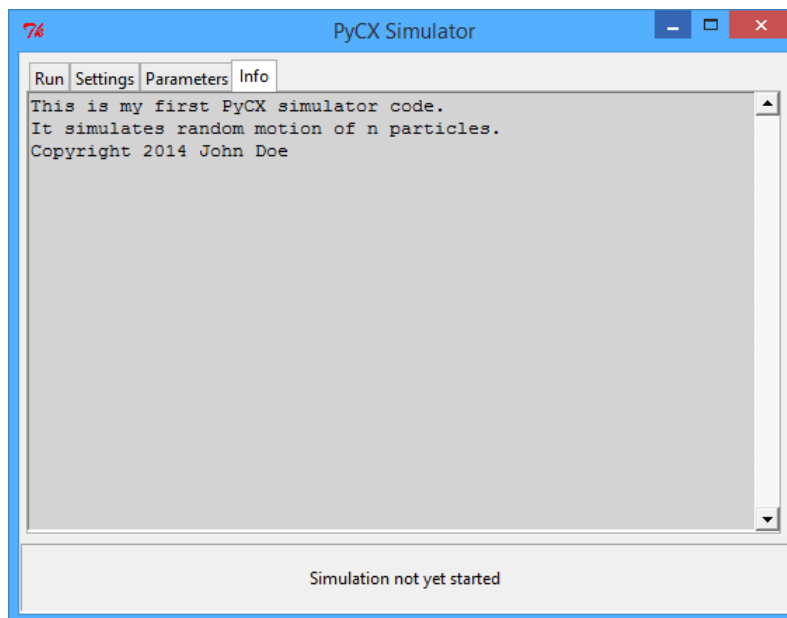 PyCX Simulator
Run Settings Parameters Info
This is my first PyCX simulator code.
It simulates random motion of n particles.
Copyright 2014 John Doe
Simulation not yet started